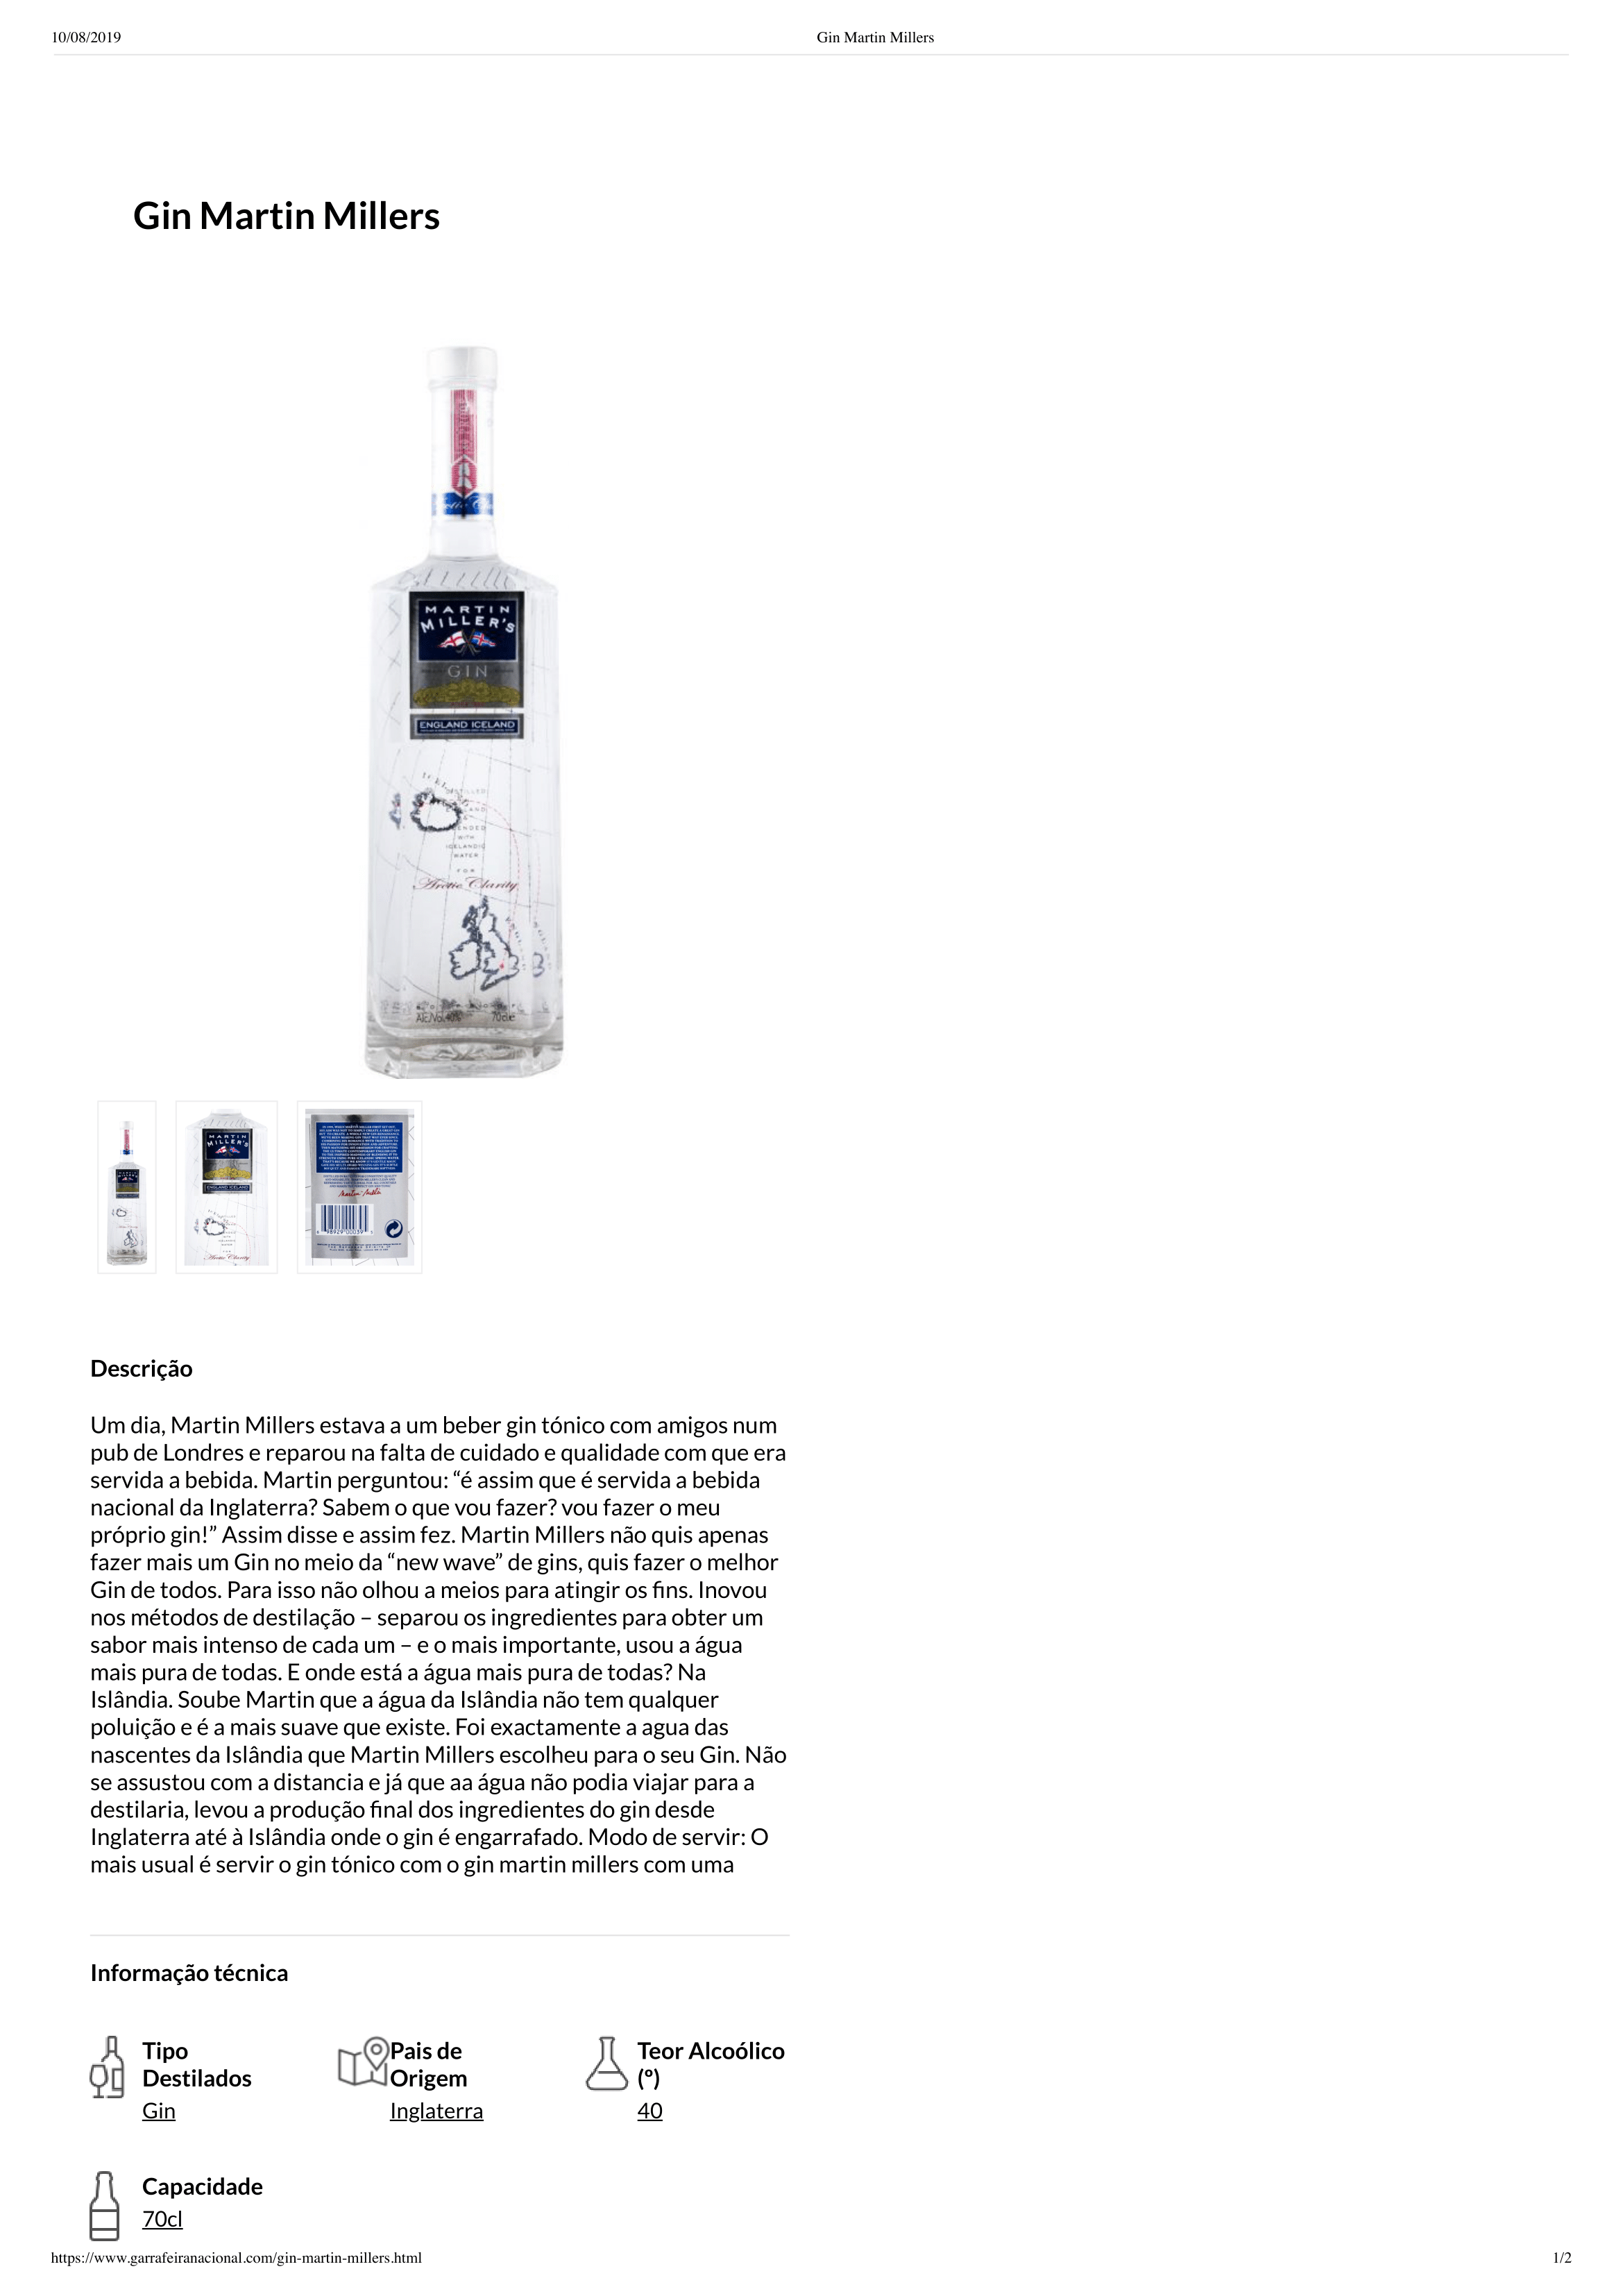 10/08/2019
Gin Martin Millers
Gin Martin Millers
MARTIN
MILLER'S
GIN
ENGLAND ICELAND
DISTILLED
WITH
ICELANDIC
WATER
FOR
Arctic Clarity
70cl
MARTIN
MILLER'S
ENGLAND ICELAND
Arctic Clarity
Martin Miller
Descrição
Um dia, Martin Millers estava a um beber gin tónico com amigos num
pub de Londres e reparou na falta de cuidado e qualidade com que era
servida a bebida. Martin perguntou: “é assim que é servida a bebida
nacional da Inglaterra? Sabem o que vou fazer? vou fazer o meu
próprio gin!” Assim disse e assim fez. Martin Millers não quis apenas
fazer mais um Gin no meio da “new wave” de gins, quis fazer o melhor
Gin de todos. Para isso não olhou a meios para atingir os fins. Inovou
nos métodos de destilação – separou os ingredientes para obter um
sabor mais intenso de cada um – e o mais importante, usou a água
mais pura de todas. E onde está a água mais pura de todas? Na
Islândia. Soube Martin que a água da Islândia não tem qualquer
poluição e é a mais suave que existe. Foi exactamente a agua das
nascentes da Islândia que Martin Millers escolheu para o seu Gin. Não
se assustou com a distancia e já que aa água não podia viajar para a
destilaria, levou a produção final dos ingredientes do gin desde
Inglaterra até à Islândia onde o gin é engarrafado. Modo de servir: O
mais usual é servir o gin tónico com o gin martin millers com uma
Informação técnica
Tipo
Destilados
Gin
Pais de
Origem
Inglaterra
Teor Alcoólico
(º)
40
Capacidade
70cl
https://www.garrafeiranacional.com/gin-martin-millers.html
1/2